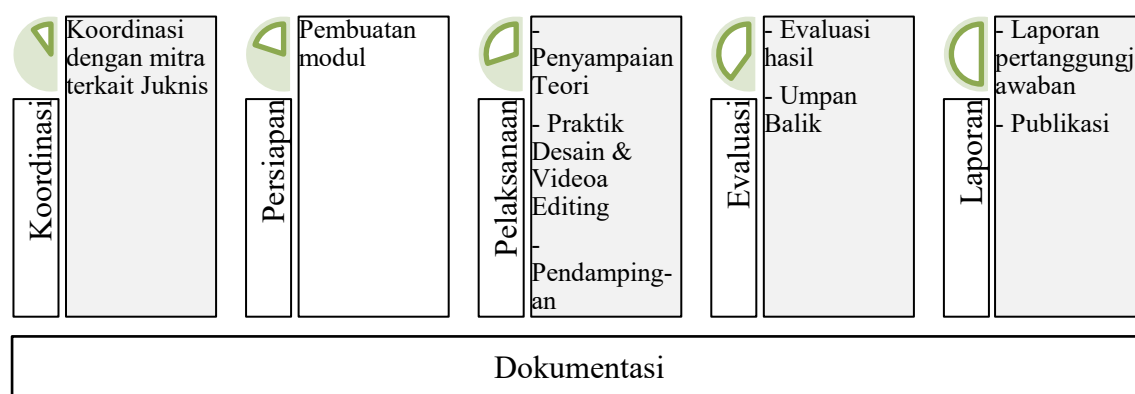 Koordinasi
Koordinasi
dengan mitra
terkait Juknis
Persiapan
Pembuatan
modul
Pelaksanaan
-
Penyampaian
Teori
- Praktik
Desain &
Videoa
Editing
-
Pendamping-
an
Evaluasi
- Evaluasi
hasil
- Umpan
Balik
Laporan
- Laporan
pertanggungj
awaban
- Publikasi
Dokumentasi